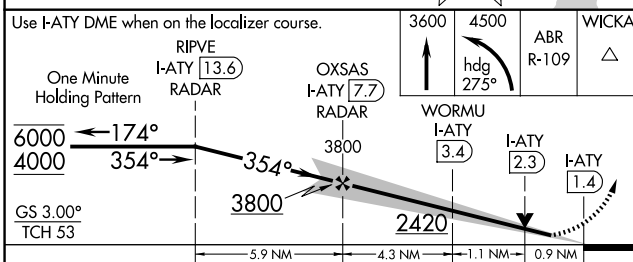 Use I-ATY DME when on the localizer course.
3600
4500
hdg
275°
ABR
R-109
WICKA
One Minute
Holding Pattern
RIPVE
I-ATY 13.6
RADAR
OXSAS
I-ATY 7.7
RADAR
WORMU
I-ATY
3.4
I-ATY
2.3
I-ATY
1.4
6000
4000
174°
354°
354°
3800
3800
2420
GS 3.00°
TCH 53
5.9 NM
4.3 NM
1.1 NM
0.9 NM